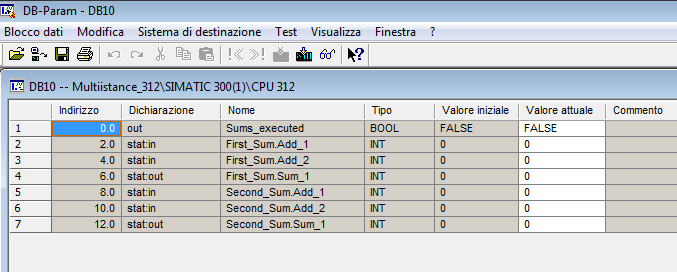 DB-Param - DB10
Blocco dati Modifica Sistema di destinazione Test Visualizza Finestra ?
DB10 -- Multiistance_312\SIMATIC 300(1)\CPU 312
Indirizzo Dichiarazione Nome Tipo Valore iniziale Valore attuale Commento
1 0.0 out Sums_executed BOOL FALSE FALSE
2 2.0 stat:in First_Sum.Add_1 INT 0 0
3 4.0 stat:in First_Sum.Add_2 INT 0 0
4 6.0 stat:out First_Sum.Sum_1 INT 0 0
5 8.0 stat:in Second_Sum.Add_1 INT 0 0
6 10.0 stat:in Second_Sum.Add_2 INT 0 0
7 12.0 stat:out Second_Sum.Sum_1 INT 0 0